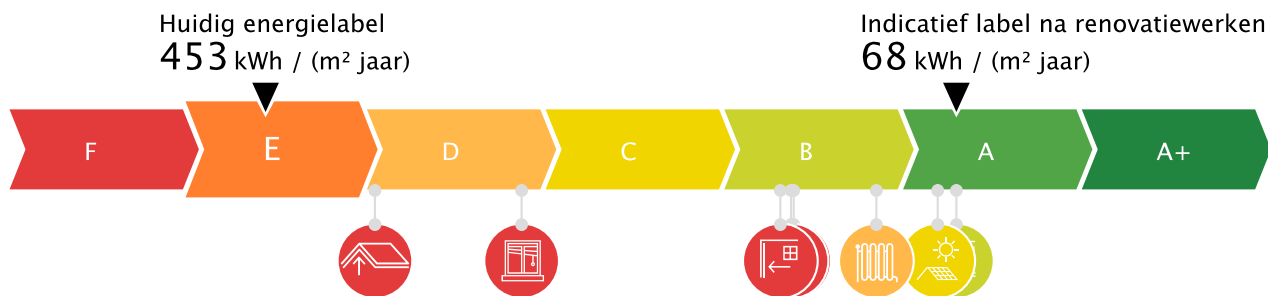 Huidig energielabel
453 kWh / (m² jaar)
Indicatief label na renovatiewerken
68 kWh / (m² jaar)
F
E
D
C
B
A
A+